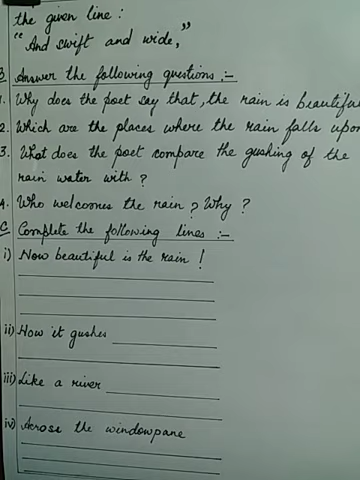 the given line:
"And swift and wide,"
B. Answer the following questions:-
1. Why does the poet say that, the rain is beautiful
2. Which are the places where the rain falls upon
3. What does the poet compare the gushing of the
rain water with?
4. Who welcomes the rain? Why?
C. Complete the following lines:-
i) How beautiful is the rain!
ii) How it gushes
iii) Like a river
iv) Across the windowpane